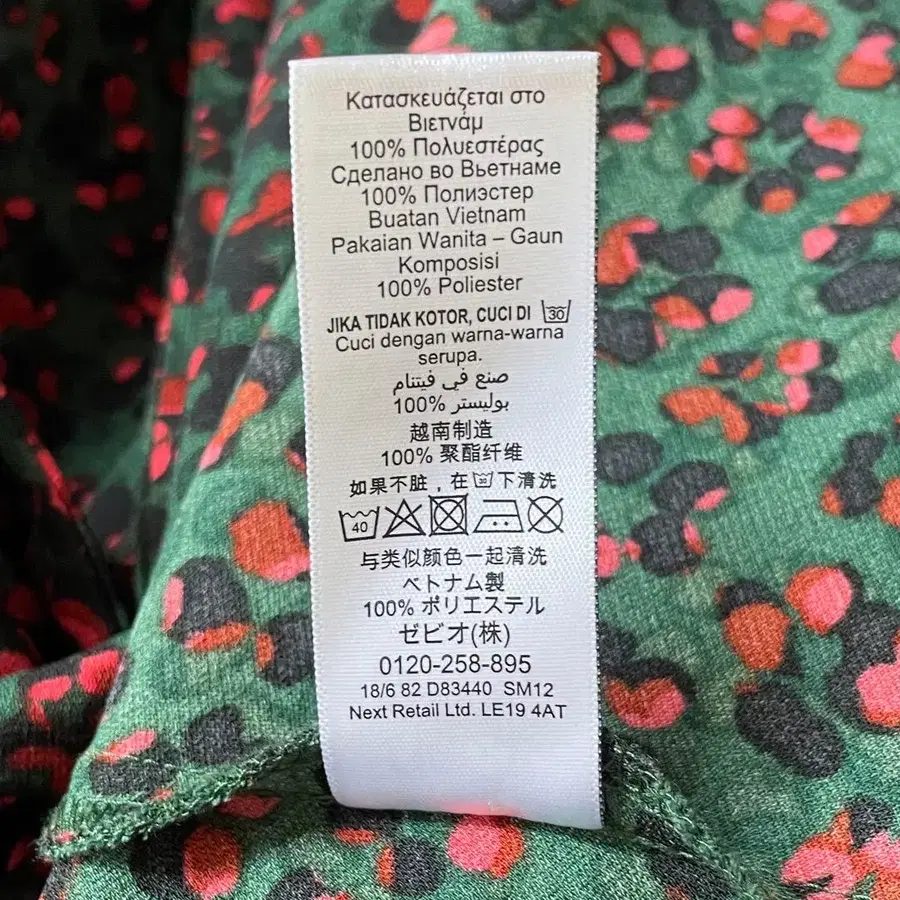 Κατασκευάζεται στο
Βιετνάμ
100% Πολυεστέρας
Сделано во Вьетнаме
100% Полиэстер
Buatan Vietnam
Pakaian Wanita – Gaun
Komposisi
100% Poliester
JIKA TIDAK KOTOR, CUCI DI 30
Cuci dengan warna-warna
serupa.
صنع في فيتنام
100% بوليستر
越南制造
100% 聚酯纤维
如果不脏，在 30 下清洗
40
与类似颜色一起清洗
ベトナム製
100% ポリエステル
ゼビオ(株)
0120-258-895
18/6 82 D83440 SM12
Next Retail Ltd. LE19 4AT